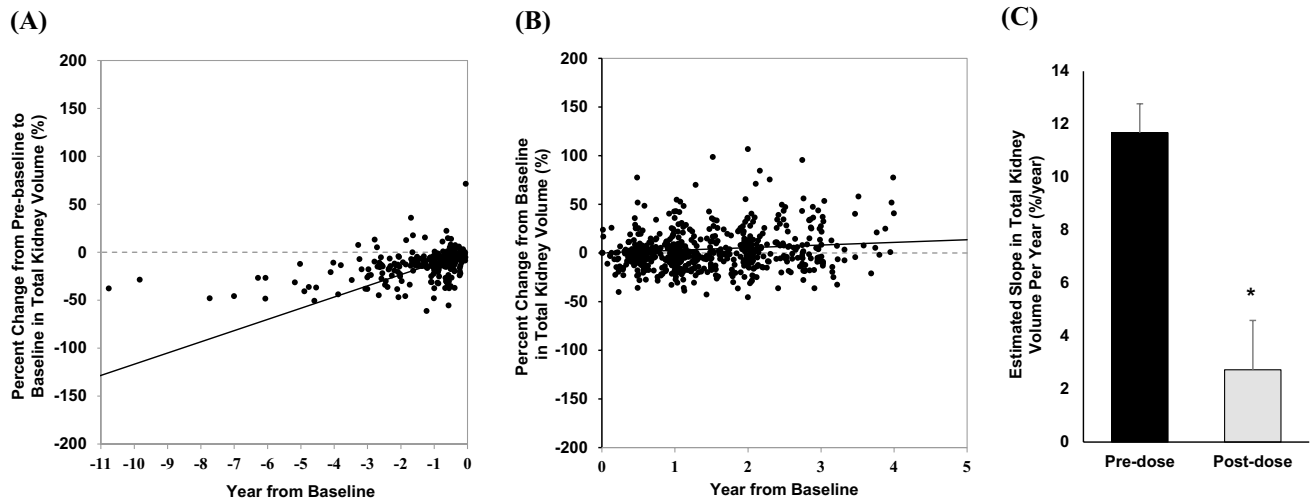 (A)
Percent Change from Pre-baseline to
Baseline in Total Kidney Volume (%)
200
150
100
50
0
-50
-100
-150
-200
-11 -10 -9 -8 -7 -6 -5 -4 -3 -2 -1 0
Year from Baseline
(B)
Percent Change from Baseline
in Total Kidney Volume (%)
200
150
100
50
0
-50
-100
-150
-200
0 1 2 3 4 5
Year from Baseline
(C)
Estimated Slope in Total Kidney
Volume Per Year (%/year)
14
12
10
8
6
4
2
0
*
Pre-dose Post-dose